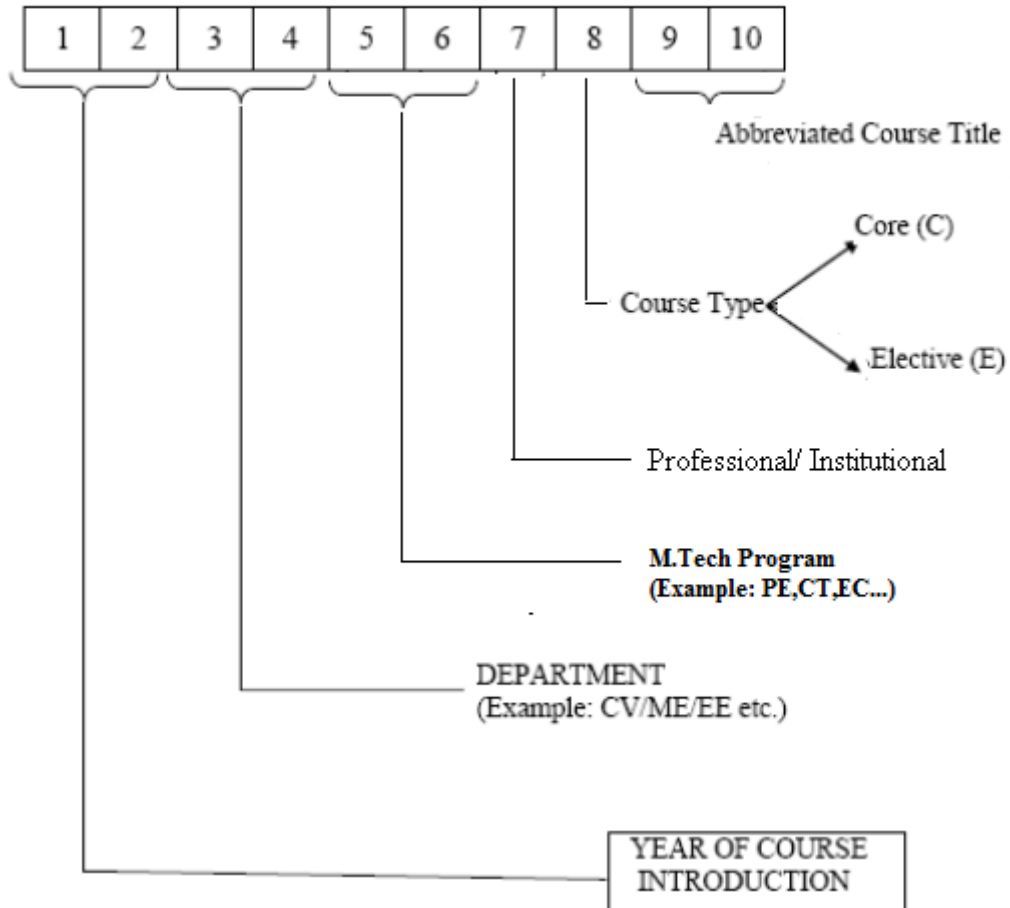 1 2 3 4 5 6 7 8 9 10
Abbreviated Course Title
Core (C)
Course Type
Elective (E)
Professional/ Institutional
M.Tech Program
(Example: PE,CT,EC...)
DEPARTMENT
(Example: CV/ME/EE etc.)
YEAR OF COURSE
INTRODUCTION